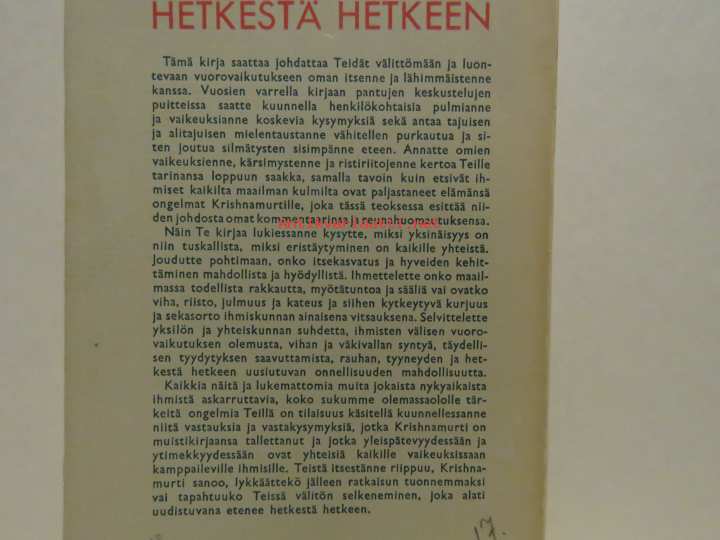 HETKESTÄ HETKEEN
Tämä kirja saattaa johdattaa Teidät välittömään ja luon-
tevaan vuorovaikutukseen oman itsenne ja lähimmäistenne
kanssa. Vuosien varrella kirjaan pantujen keskustelujen
puitteissa saatte kuunnella henkilökohtaisia pulmianne
ja vaikeuksianne koskevia kysymyksiä sekä antaa tajuisen
ja alitajuisen mielentaustanne vähitellen purkautua ja si-
ten joutua silmätysten sisimpänne eteen. Annatte omien
vaikeuksienne, kärsimystenne ja ristiriitojenne kertoa Teille
tarinansa loppuun saakka, samalla tavoin kuin etsivät ih-
miset kaikilta maailman kulmilta ovat paljastaneet elämänsä
ongelmat Krishnamurtille, joka tässä teoksessa esittää nii-
den johdosta omat kommentaarinsa ja reunahuomautuksensa.
Näin Te kirjaa lukiessanne kysytte, miksi yksinäisyys on
niin tuskallista, miksi eristäytyminen on kaikille yhteistä.
Joudutte pohtimaan, onko itsekasvatus ja hyveiden kehit-
täminen mahdollista ja hyödyllistä. Ihmettelette onko maail-
massa todellista rakkautta, myötätuntoa ja sääliä vai ovatko
viha, riisto, julmuus ja kateus ja siihen kytkeytyvä kurjuus
ja sekasorto ihmiskunnan ainaisena vitsauksena. Selvittelette
yksilön ja yhteiskunnan suhdetta, ihmisten välisen vuoro-
vaikutuksen olemusta, vihan ja väkivallan syntyä, täydelli-
sen tyydytyksen saavuttamista, rauhan, tyyneyden ja het-
kestä hetkeen uusiutuvan onnellisuuden mahdollisuutta.
Kaikkia näitä ja lukemattomia muita jokaista nykyaikaista
ihmistä askarruttavia, koko sukumme olemassaololle tär-
keitä ongelmia Teillä on tilaisuus käsitellä kuunnellessanne
niitä vastauksia ja vastakysymyksiä, jotka Krishnamurti on
muistikirjaansa tallettanut ja jotka yleispätevyydessään ja
ytimekkyydessään ovat yhteisiä kaikille vaikeuksissaan
kamppaileville ihmisille. Teistä itsestänne riippuu, Krishna-
murti sanoo, lykkäättekö jälleen ratkaisun tuonnemmaksi
vai tapahtuuko Teissä välitön selkeneminen, joka alati
uudistuvana etenee hetkestä hetkeen.
17.